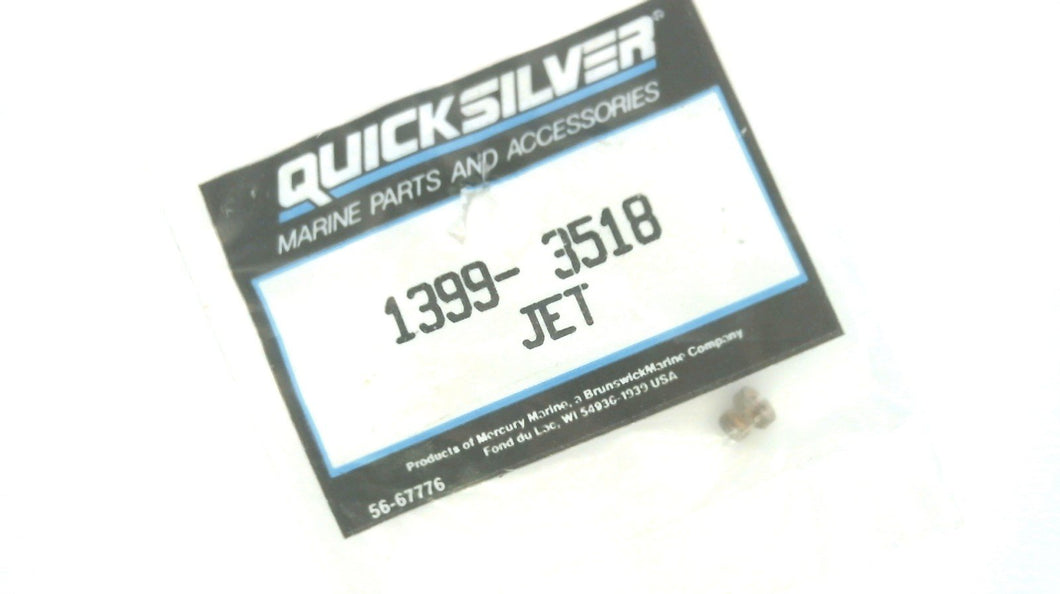 QUICKSILVER®
MARINE PARTS AND ACCESSORIES
1399- 3518
JET
Products of Mercury Marine, a BrunswickMarine Company
Fond du Lac, WI 54936-1939 USA
56-67776